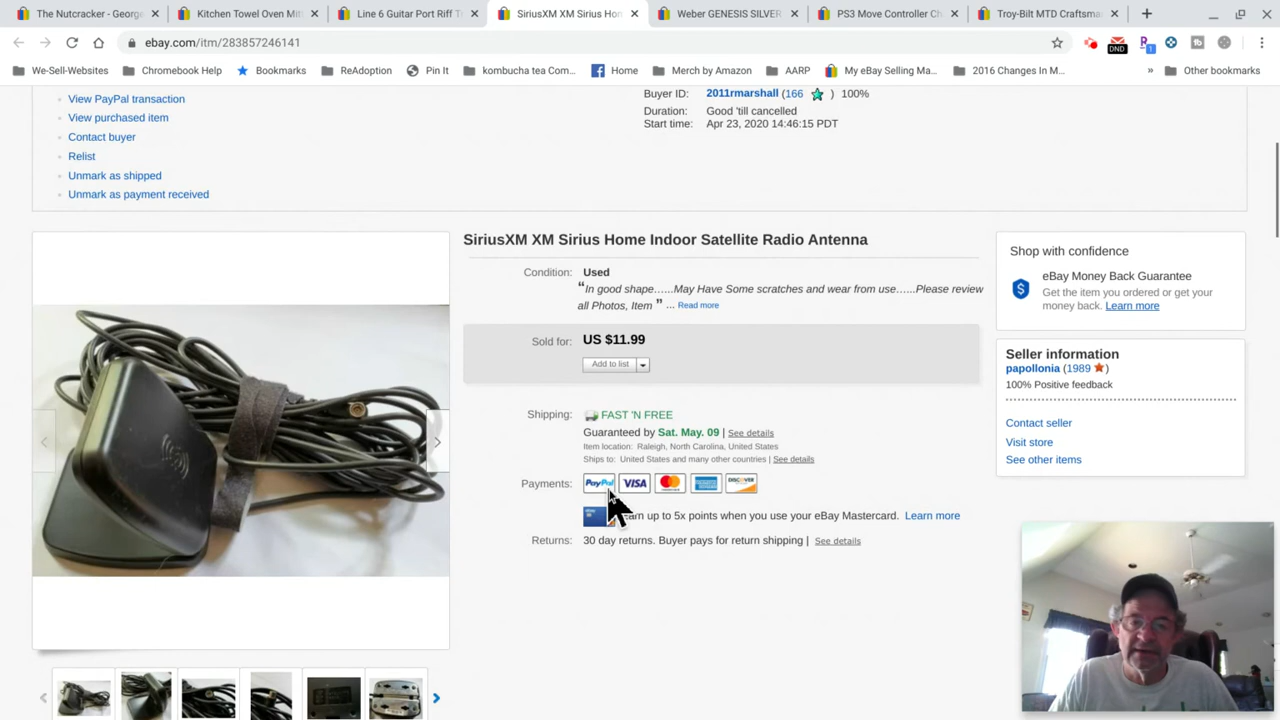 The Nutcracker - George
Kitchen Towel Oven Mitt
Line 6 Guitar Port Riff T
SiriusXM XM Sirius Hom
Weber GENESIS SILVER
PS3 Move Controller Ch
Troy-Bilt MTD Craftsma
ebay.com/itm/283857246141
DND
We-Sell-Websites
Chromebook Help
Bookmarks
ReAdoption
Pin It
kombucha tea Com...
Home
Merch by Amazon
AARP
My eBay Selling Ma...
2016 Changes In M...
» Other bookmarks
View PayPal transaction
View purchased item
Contact buyer
Relist
Unmark as shipped
Unmark as payment received
Buyer ID: 2011rmarshall (166 ) 100%
Duration: Good 'till cancelled
Start time: Apr 23, 2020 14:46:15 PDT
SiriusXM XM Sirius Home Indoor Satellite Radio Antenna
Condition: Used
“In good shape…...May Have Some scratches and wear from use…...Please review
all Photos, Item ” ... Read more
Sold for: US $11.99
Add to list
Shipping: FAST 'N FREE
Guaranteed by Sat. May. 09 | See details
Item location: Raleigh, North Carolina, United States
Ships to: United States and many other countries | See details
Payments: PayPal VISA
DISCOVER
up to 5x points when you use your eBay Mastercard. Learn more
Returns: 30 day returns. Buyer pays for return shipping | See details
Shop with confidence
eBay Money Back Guarantee
Get the item you ordered or get your
money back. Learn more
Seller information
papollonia (1989 )
100% Positive feedback
Contact seller
Visit store
See other items